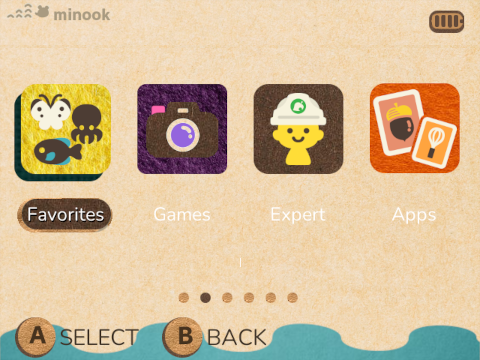 minook
Favorites
Games
Expert
Apps
A SELECT
B BACK